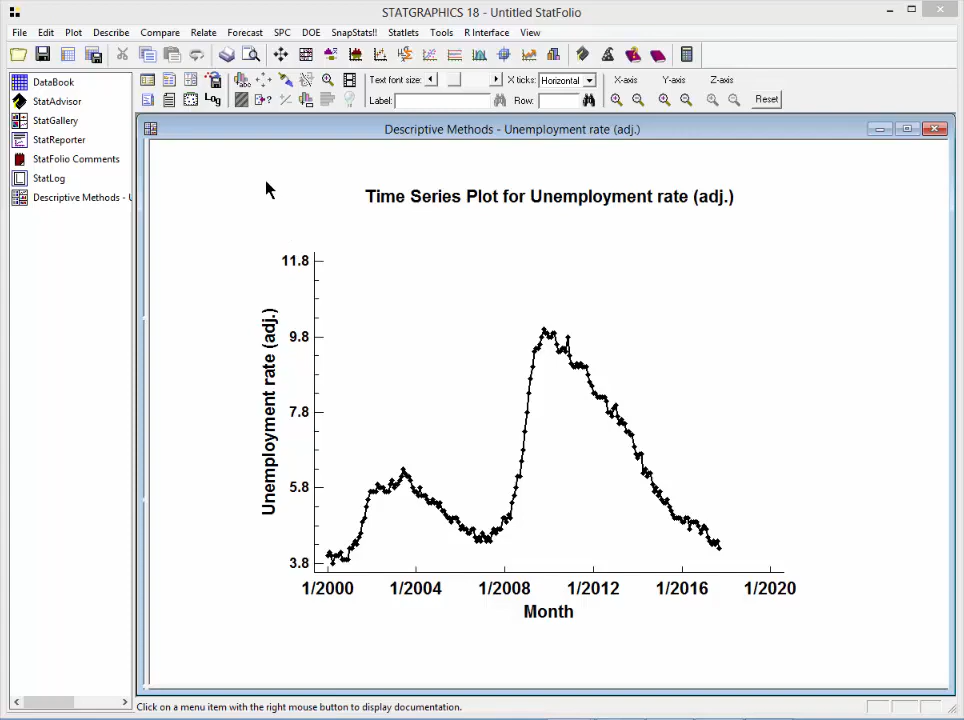 STATGRAPHICS 18 - Untitled StatFolio
File Edit Plot Describe Compare Relate Forecast SPC DOE SnapStats!! Statlets Tools R Interface View
Text font size: X ticks: Horizontal X-axis Y-axis Z-axis
Log ? Label: Row: Reset
DataBook
StatAdvisor
StatGallery
StatReporter
StatFolio Comments
StatLog
Descriptive Methods - U
Descriptive Methods - Unemployment rate (adj.)
Time Series Plot for Unemployment rate (adj.)
11.8
9.8
7.8
5.8
3.8
Unemployment rate (adj.)
1/2000 1/2004 1/2008 1/2012 1/2016 1/2020
Month
Click on a menu item with the right mouse button to display documentation.